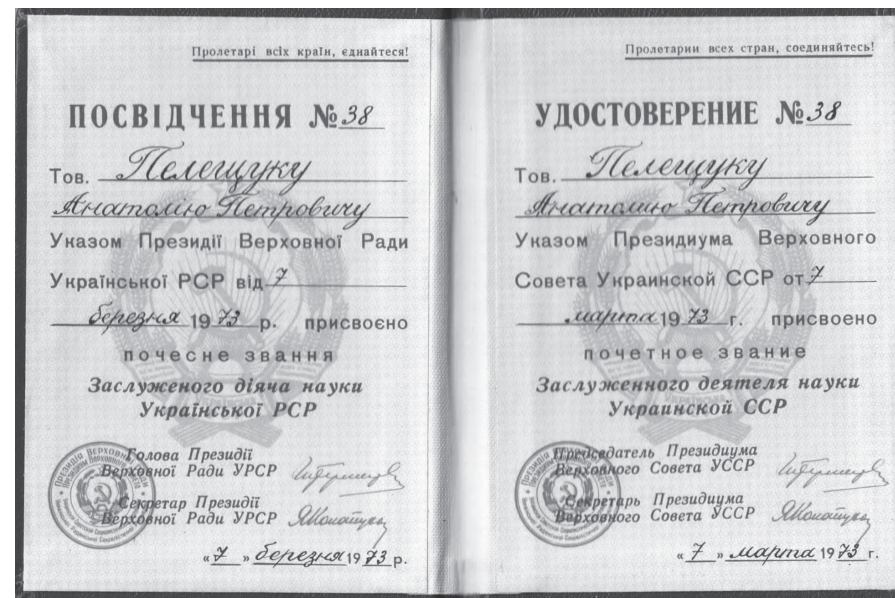 Пролетарі всіх країн, єднайтеся!
ПОСВІДЧЕННЯ №38
Тов. Пелещуку
Анатолію Петровичу
Указом Президії Верховної Ради
Української РСР від 7
березня 1973 р. присвоєно
почесне звання
Заслуженого діяча науки
Української РСР
Голова Президії
Верховної Ради УРСР
Секретар Президії
Верховної Ради УРСР
«7» березня 1973 р.
Пролетарии всех стран, соединяйтесь!
УДОСТОВЕРЕНИЕ №38
Тов. Пелещуку
Анатолию Петровичу
Указом Президиума Верховного
Совета Украинской ССР от 7
марта 1973 г. присвоено
почетное звание
Заслуженного деятеля науки
Украинской ССР
Председатель Президиума
Верховного Совета УССР
Секретарь Президиума
Верховного Совета УССР
«7» марта 1973 г.